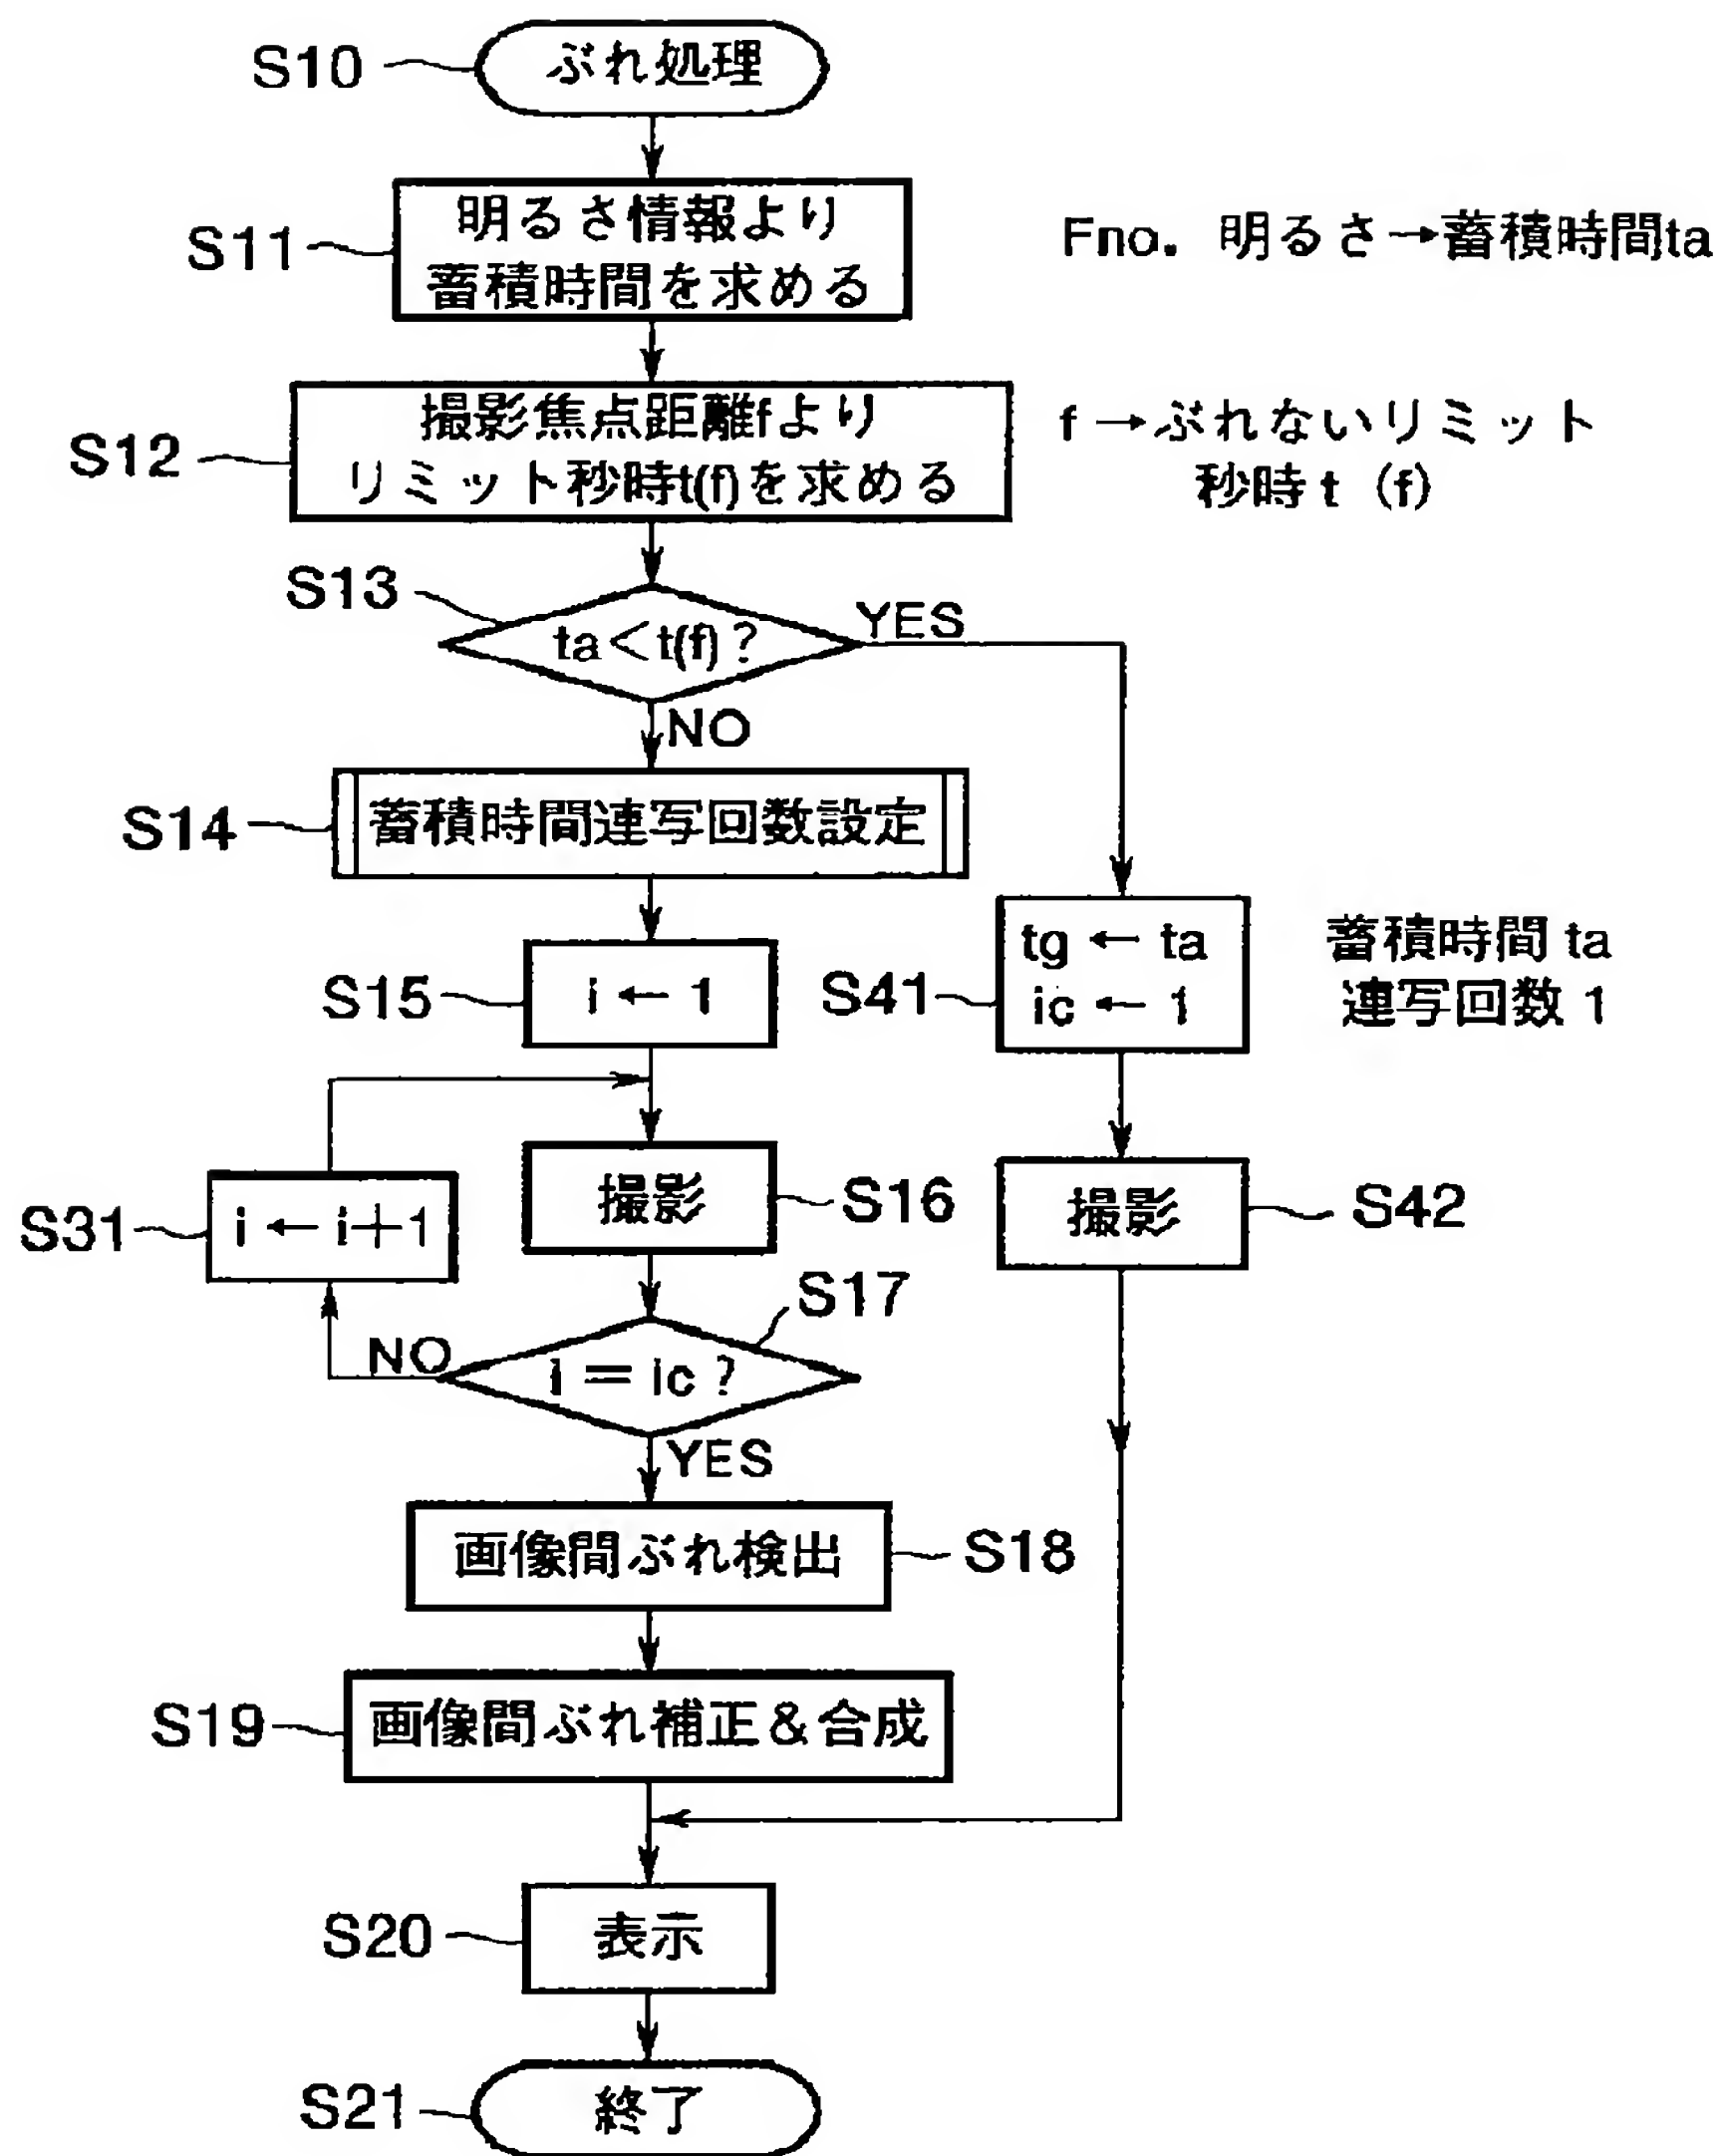 S10
ぶれ処理
S11
明るさ情報より
蓄積時間を求める
Fno. 明るさ→蓄積時間ta
S12
撮影焦点距離fより
リミット秒時t(f)を求める
f→ぶれないリミット
秒時t (f)
S13
ta<t(f)?
YES
NO
S14
蓄積時間連写回数設定
S15
i ← 1
S41
tg ← ta
ic ← 1
蓄積時間 ta
連写回数 1
S31
i ← i+1
撮影
S16
撮影
S42
S17
NO
i = ic ?
YES
画像間ぶれ検出
S18
S19
画像間ぶれ補正&合成
S20
表示
S21
終了